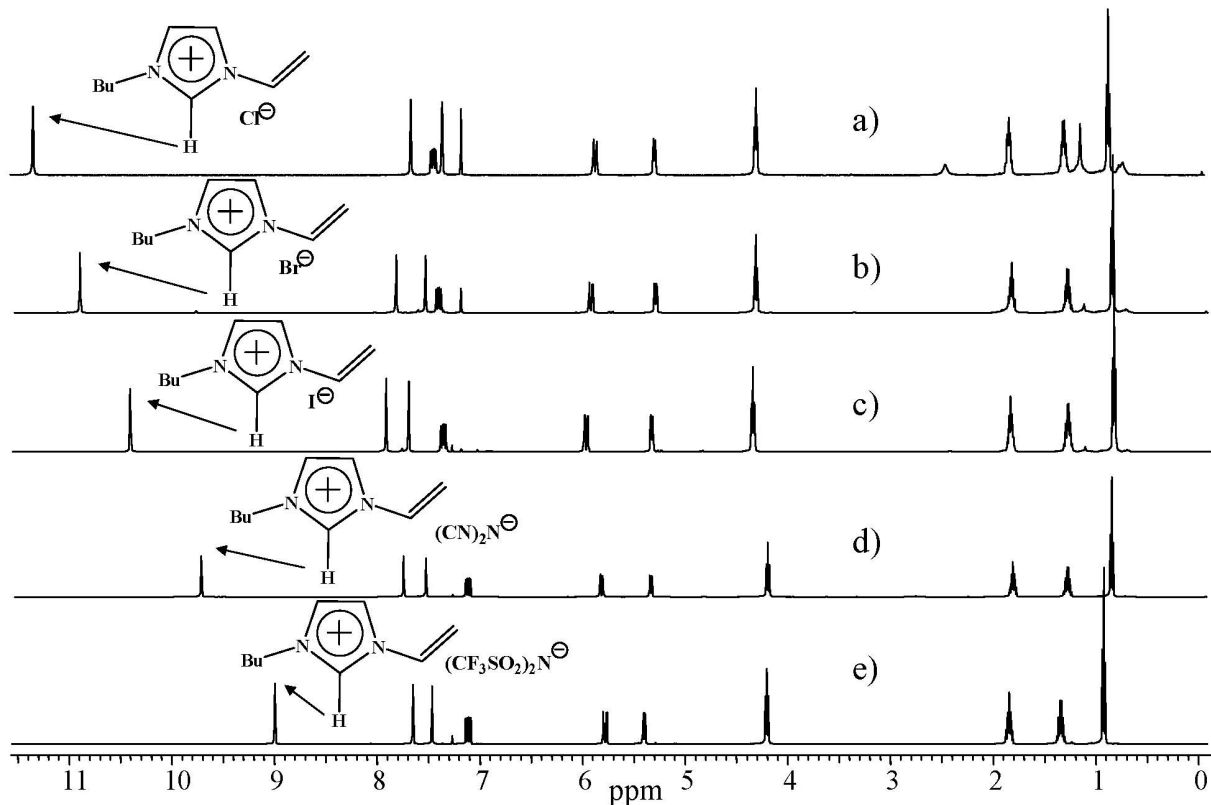 Bu N + N
Cl⊖
H
a)
Bu N + N
Br⊖
H
b)
Bu N + N
I⊖
H
c)
Bu N + N
(CN)₂N⊖
H
d)
Bu N + N
(CF₃SO₂)₂N⊖
H
e)
11 10 9 8 7 6 5 4 3 2 1 0
ppm